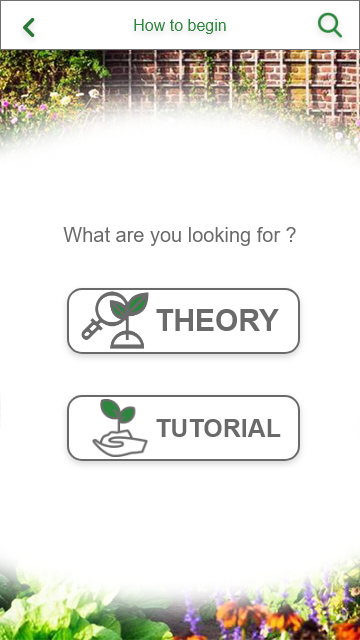 How to begin
What are you looking for ?
THEORY
TUTORIAL